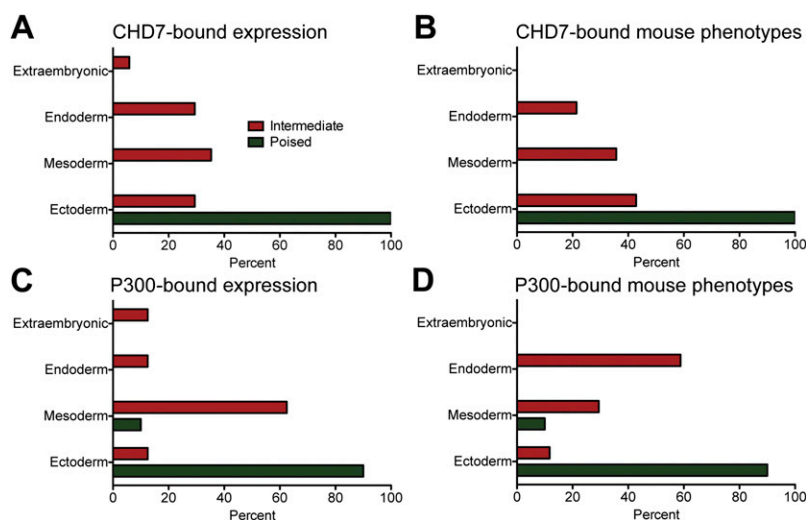 A
CHD7-bound expression
Extraembryonic
Endoderm
Mesoderm
Ectoderm
Intermediate
Poised
0 20 40 60 80 100
Percent
B
CHD7-bound mouse phenotypes
Extraembryonic
Endoderm
Mesoderm
Ectoderm
0 20 40 60 80 100
Percent
C
P300-bound expression
Extraembryonic
Endoderm
Mesoderm
Ectoderm
0 20 40 60 80 100
Percent
D
P300-bound mouse phenotypes
Extraembryonic
Endoderm
Mesoderm
Ectoderm
0 20 40 60 80 100
Percent